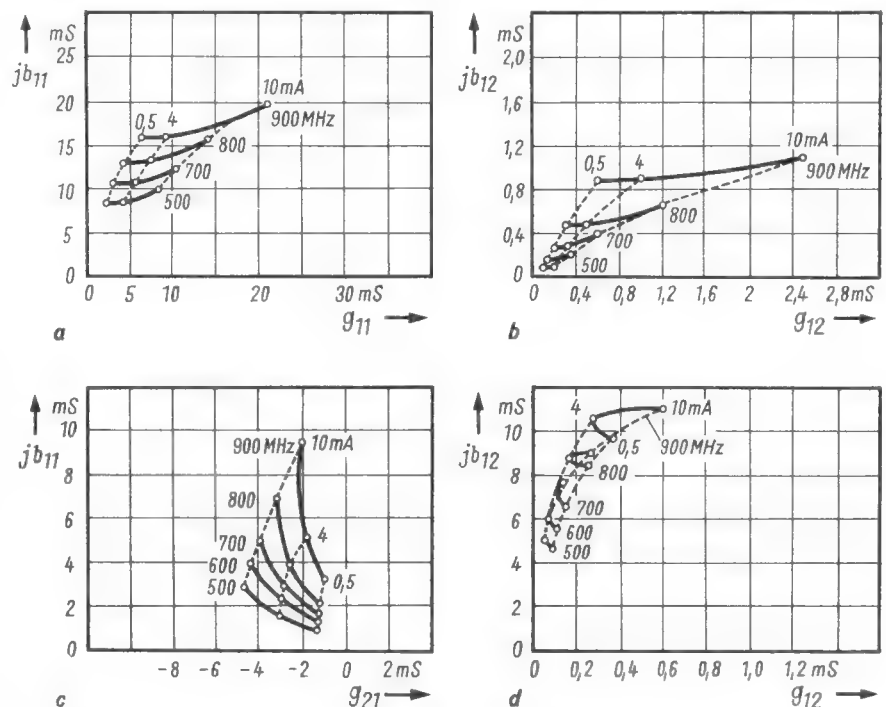 mS
jb11
25
20
15
10
5
0
0,5
4
10mA
900MHz
800
700
500
0 5 10 20 30 mS
g11
a
mS
jb12
2,0
1,6
1,2
0,8
0,4
0
0,5
4
10mA
900MHz
800
700
500
0 0,4 0,8 1,2 1,6 2 2,4 2,8 mS
g12
b
mS
jb11
10
8
6
4
2
0
900MHz
10mA
800
700
600
500
4
0,5
-8 -6 -4 -2 0 2 mS
g21
c
mS
jb12
10
8
6
4
2
0
4
10mA
0,5
900MHz
800
700
600
500
0 0,2 0,4 0,6 0,8 1,0 1,2 mS
g12
d